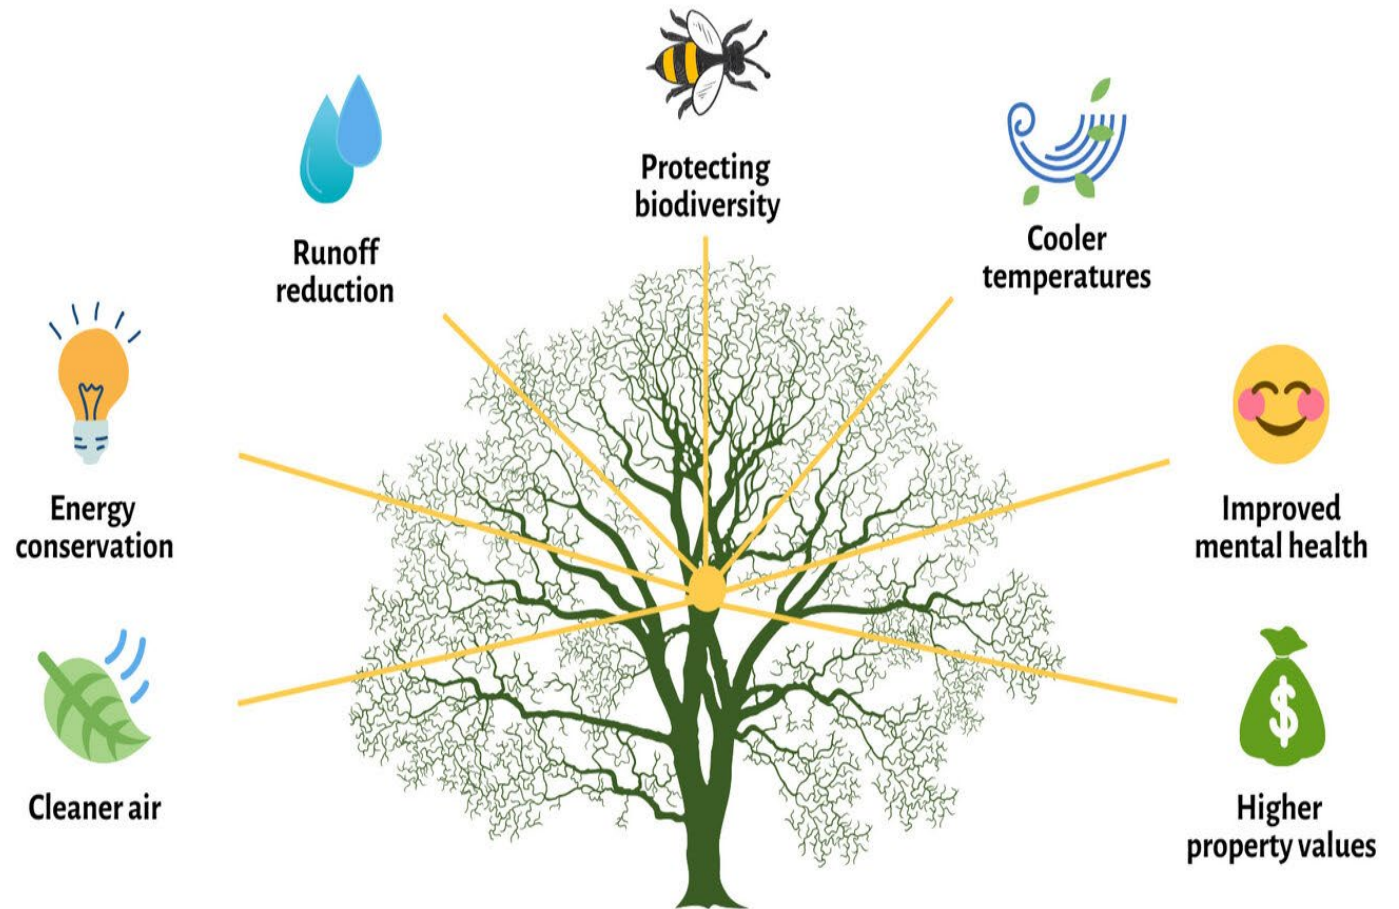 Protecting
biodiversity
Runoff
reduction
Cooler
temperatures
Energy
conservation
Improved
mental health
Cleaner air
$
Higher
property values